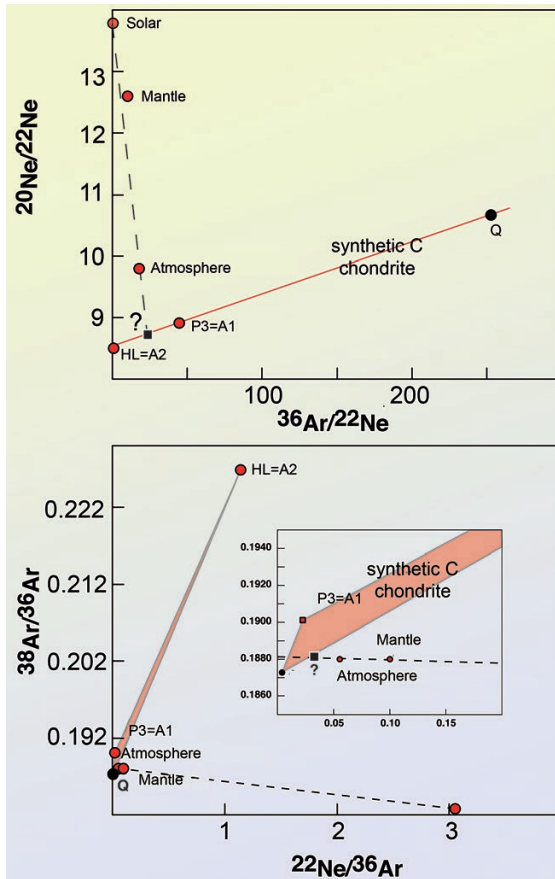 Solar
13
Mantle
12
20Ne/22Ne
11
Q
synthetic C
chondrite
10
Atmosphere
?
9
P3=A1
HL=A2
100
200
36Ar/22Ne
HL=A2
0.222
0.1940
synthetic C
chondrite
0.1920
0.212
P3=A1
0.1900
38Ar/36Ar
Mantle
0.1880
?
Atmosphere
0.202
0.1860
0.05
0.10
0.15
0.192
P3=A1
Atmosphere
Q
Mantle
1
2
3
22Ne/36Ar